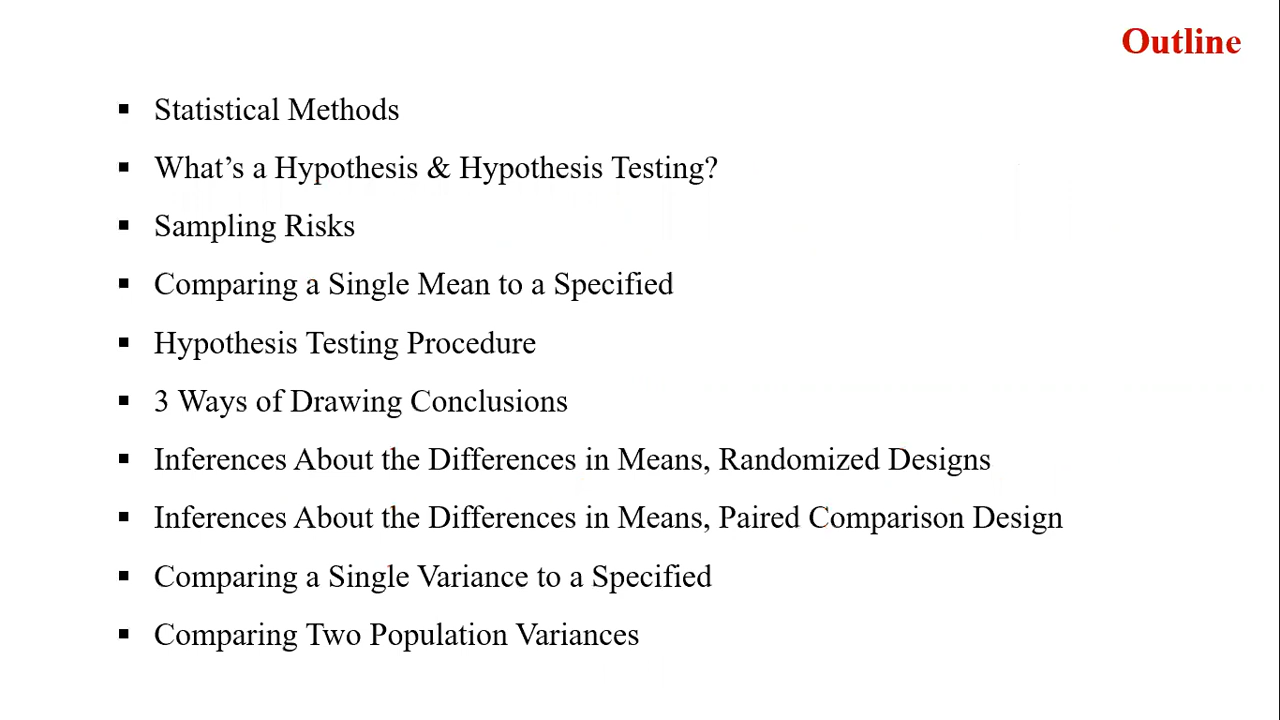 Outline
▪ Statistical Methods
▪ What’s a Hypothesis & Hypothesis Testing?
▪ Sampling Risks
▪ Comparing a Single Mean to a Specified
▪ Hypothesis Testing Procedure
▪ 3 Ways of Drawing Conclusions
▪ Inferences About the Differences in Means, Randomized Designs
▪ Inferences About the Differences in Means, Paired Comparison Design
▪ Comparing a Single Variance to a Specified
▪ Comparing Two Population Variances